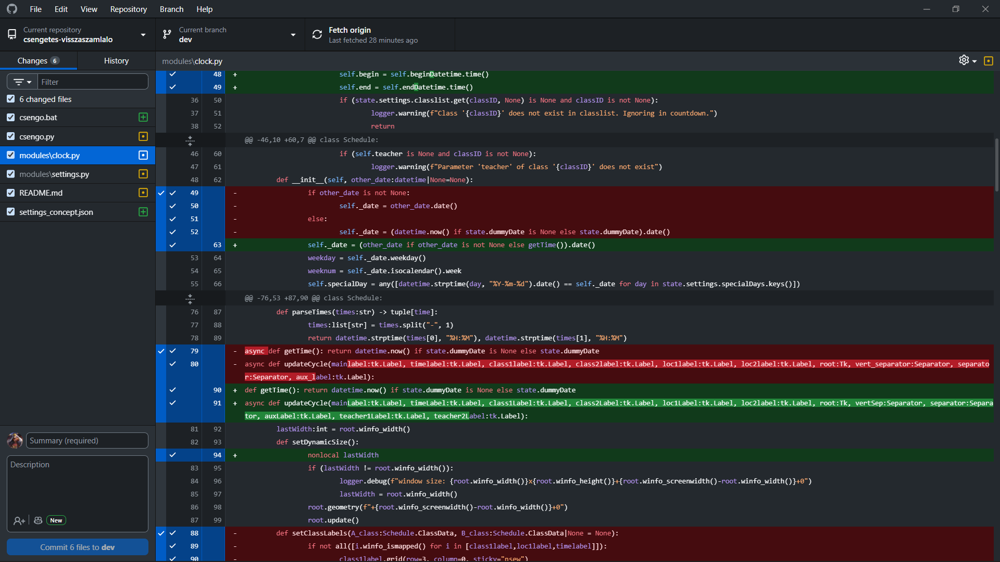 File Edit View Repository Branch Help
Current repository
csengetes-visszaszamlalo
Current branch
dev
Fetch origin
Last fetched 28 minutes ago
Changes 6
History
modules\clock.py
Filter
6 changed files
csengo.bat
csengo.py
modules\clock.py
modules\settings.py
README.md
settings_concept.json
Summary (required)
Description
New
Commit 6 files to dev
48 + self.begin = self.beginDatetime.time()
49 + self.end = self.endDatetime.time()
36 50 if (state.settings.classlist.get(classID, None) is None and classID is not None):
37 51 logger.warning(f"Class '{classID}' does not exist in classlist. Ignoring in countdown.")
38 52 return
@@ -46,10 +60,7 @@ class Schedule:
46 60 if (self.teacher is None and classID is not None):
47 61 logger.warning(f"Parameter 'teacher' of class '{classID}' does not exist")
48 62 def __init__(self, other_date:datetime|None=None):
49 - if other_date is not None:
50 - self._date = other_date.date()
51 - else:
52 - self._date = (datetime.now() if state.dummyDate is None else state.dummyDate).date()
63 + self._date = (other_date if other_date is not None else getTime()).date()
53 64 weekday = self._date.weekday()
54 65 weeknum = self._date.isocalendar().week
55 66 self.specialDay = any([datetime.strptime(day, "%Y-%m-%d").date() == self._date for day in state.settings.specialDays.keys()])
@@ -76,53 +87,90 @@ class Schedule:
76 87 def parseTimes(times:str) -> tuple[time]:
77 88 times:list[str] = times.split("-", 1)
78 89 return datetime.strptime(times[0], "%H:%M"), datetime.strptime(times[1], "%H:%M")
79 - async def getTime(): return datetime.now() if state.dummyDate is None else state.dummyDate
80 - async def updateCycle(mainlabel:tk.Label, timelabel:tk.Label, class1label:tk.Label, class2label:tk.Label, loc1label:tk.Label, loc2label:tk.Label, root:Tk, vert_separator:Separator, separato
r:Separator, aux_label:tk.Label):
90 + def getTime(): return datetime.now() if state.dummyDate is None else state.dummyDate
91 + async def updateCycle(mainLabel:tk.Label, timeLabel:tk.Label, class1Label:tk.Label, class2Label:tk.Label, loc1Label:tk.Label, loc2label:tk.Label, root:Tk, vertSep:Separator, separator:Separa
tor, auxLabel:tk.Label, teacher1Label:tk.Label, teacher2Label:tk.Label):
81 92 lastWidth:int = root.winfo_width()
82 93 def setDynamicSize():
94 + nonlocal lastWidth
83 95 if (lastWidth != root.winfo_width()):
84 96 logger.debug(f"window size: {root.winfo_width()}x{root.winfo_height()}+{root.winfo_screenwidth()-root.winfo_width()}+0")
85 97 lastWidth = root.winfo_width()
86 98 root.geometry(f"+{root.winfo_screenwidth()-root.winfo_width()}+0")
87 99 root.update()
88 - def setClassLabels(A_class:Schedule.ClassData, B_class:Schedule.ClassData|None = None):
89 - if not all([i.winfo_ismapped() for i in [class1label,loc1label,timelabel]]):
90 - class1label.grid(row=3, column=0, sticky="nsew")